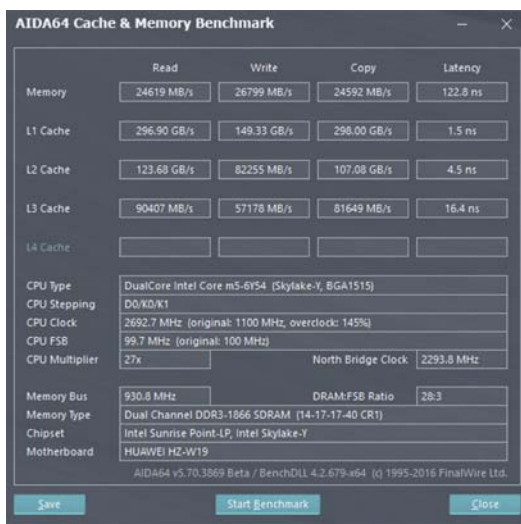 AIDA64 Cache & Memory Benchmark
Read Write Copy Latency
Memory 24619 MB/s 26799 MB/s 24592 MB/s 122.8 ns
L1 Cache 296.90 GB/s 149.33 GB/s 298.00 GB/s 1.5 ns
L2 Cache 123.68 GB/s 82255 MB/s 107.08 GB/s 4.5 ns
L3 Cache 90407 MB/s 57178 MB/s 81649 MB/s 16.4 ns
L4 Cache
CPU Type DualCore Intel Core m5-6Y54 (Skylake-Y, BGA1515)
CPU Stepping D0/K0/K1
CPU Clock 2692.7 MHz (original: 1100 MHz, overclock: 145%)
CPU FSB 99.7 MHz (original: 100 MHz)
CPU Multiplier 27x North Bridge Clock 2293.8 MHz
Memory Bus 930.8 MHz DRAM:FSB Ratio 28:3
Memory Type Dual Channel DDR3-1866 SDRAM (14-17-17-40 CR1)
Chipset Intel Sunrise Point-LP, Intel Skylake-Y
Motherboard HUAWEI HZ-W19
AIDA64 v5.70.3869 Beta / BenchDLL 4.2.679-x64 (c) 1995-2016 FinalWire Ltd.
Save Start Benchmark Close